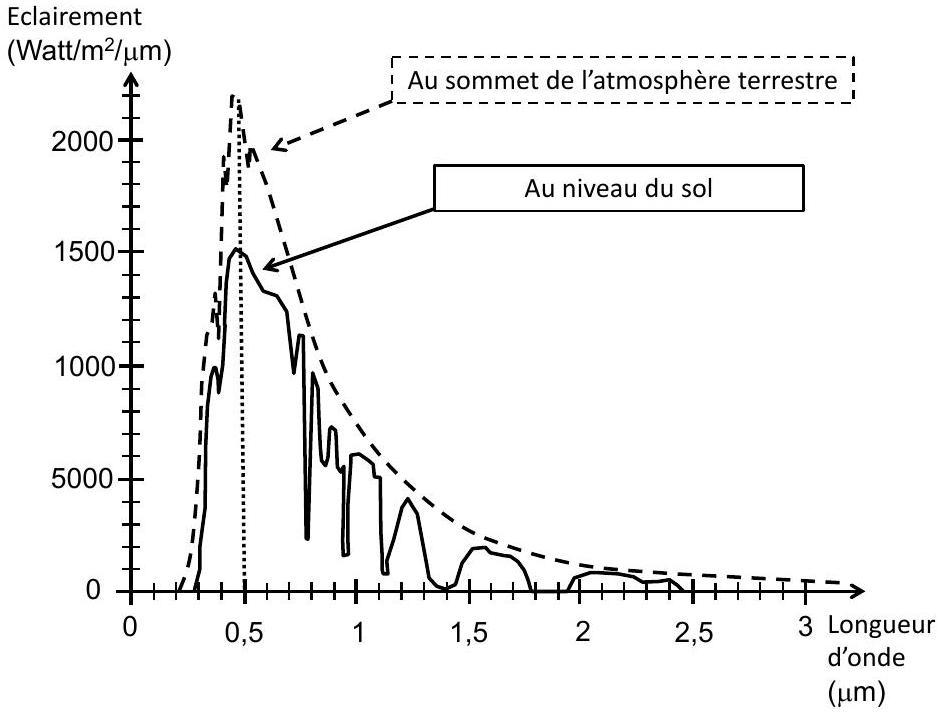 Eclairement
(Watt/m²/μm)
Au sommet de l’atmosphère terrestre
2000
Au niveau du sol
1500
1000
5000
0
0
0,5
1
1,5
2
2,5
3
Longueur
d’onde
(μm)